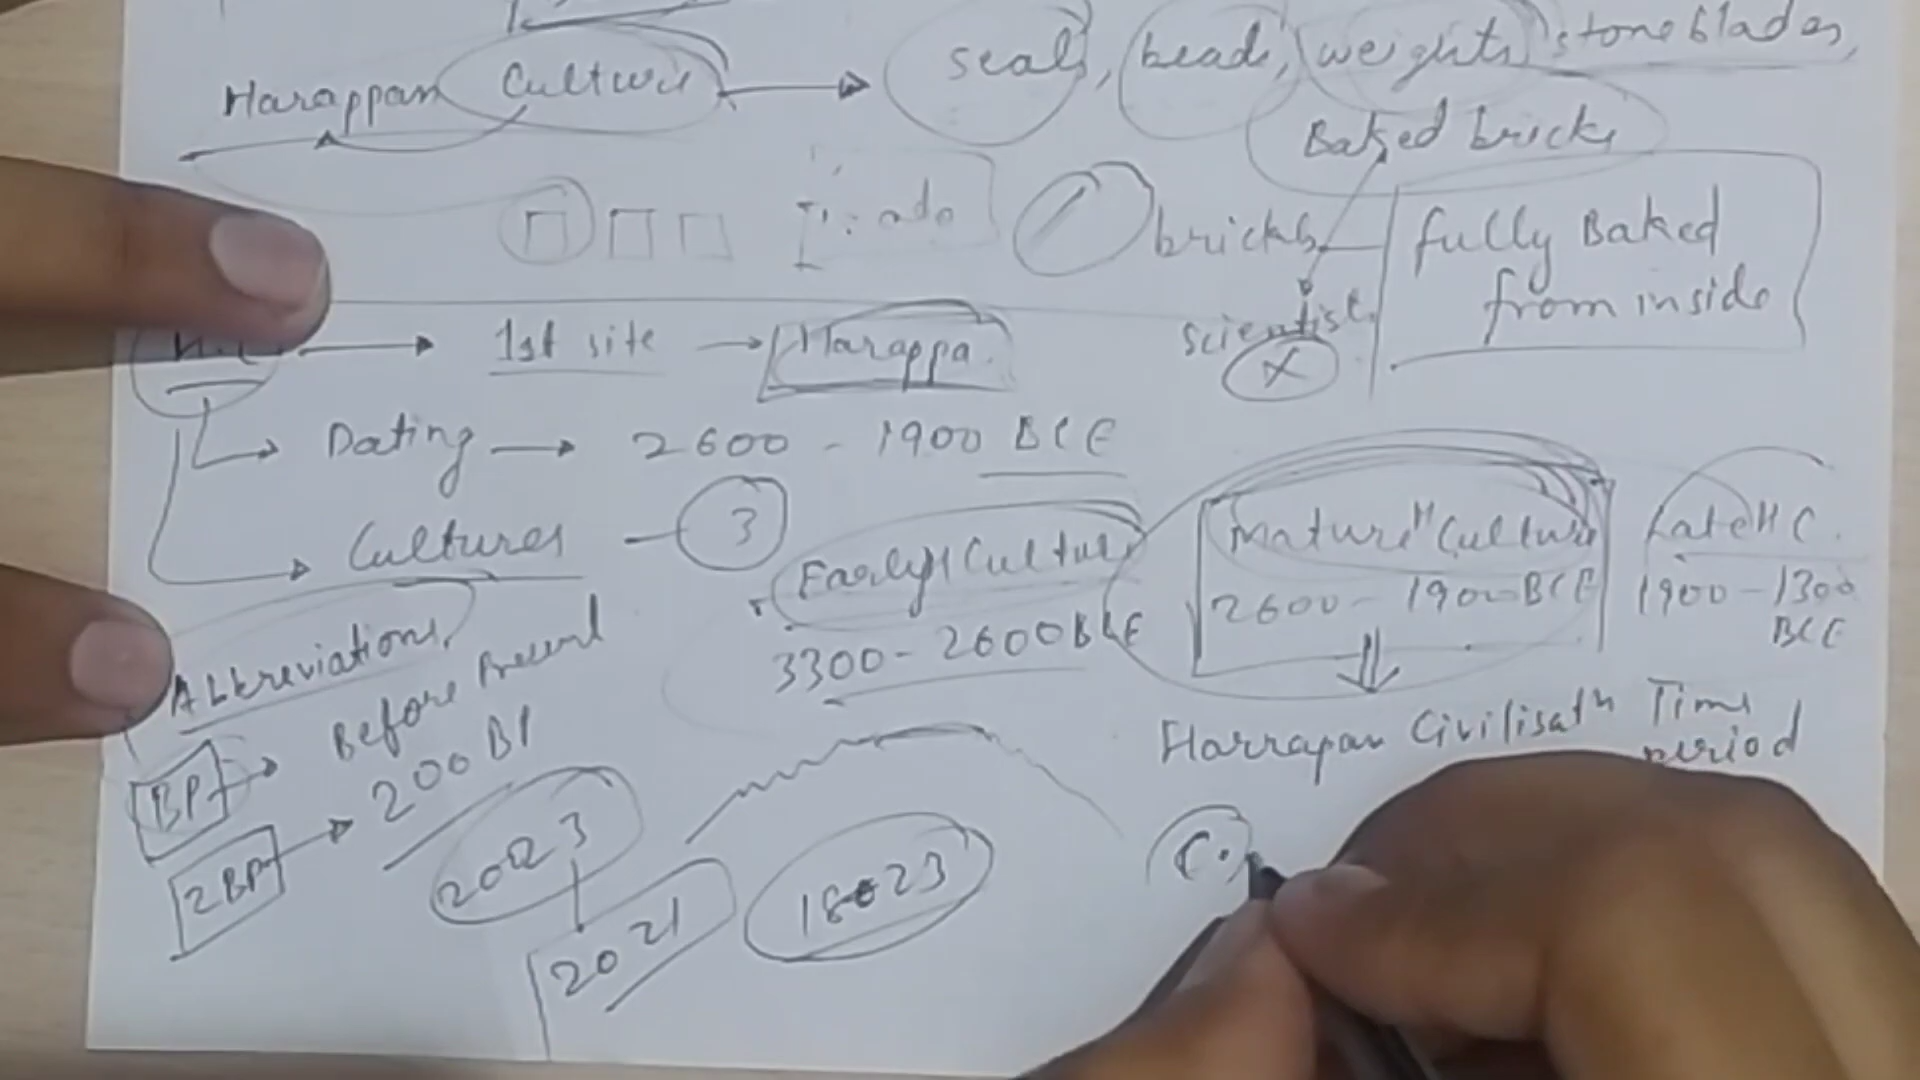 Harappan Culture → seals, beads, weights, stone blades,
Baked bricks
bricks
fully Baked
from inside
scientist
X
1st site → Harappa.
Dating → 2600 - 1900 BCE
Cultures - 3
Early H Culture
3300 - 2600 BCE
Mature H Culture
2600 - 1900 BCE
Late H C.
1900 - 1300
BCE
Harrapan Civilisatn Time
period
Abbreviations,
BP → Before Present
2BP → 200 BP
2023
2021
1823
C.